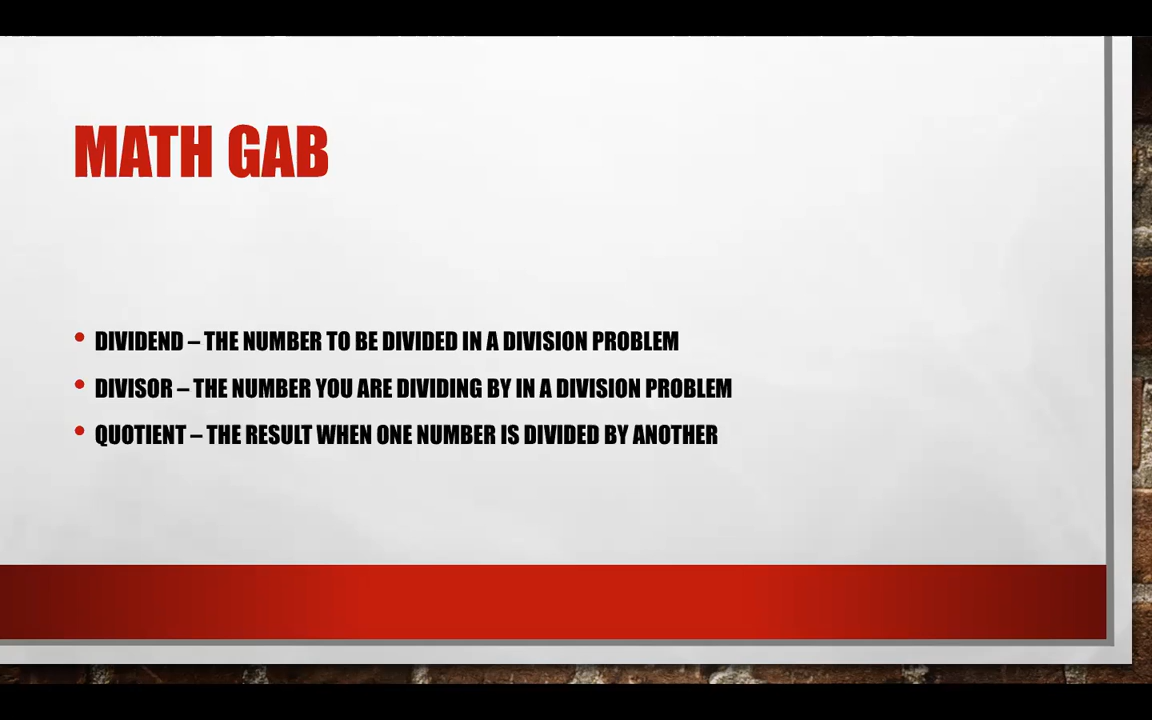 MATH GAB
• DIVIDEND – THE NUMBER TO BE DIVIDED IN A DIVISION PROBLEM
• DIVISOR – THE NUMBER YOU ARE DIVIDING BY IN A DIVISION PROBLEM
• QUOTIENT – THE RESULT WHEN ONE NUMBER IS DIVIDED BY ANOTHER